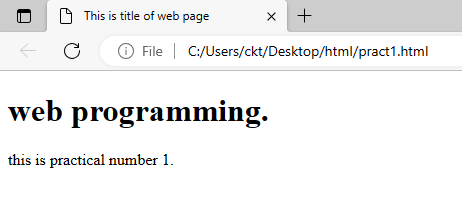 This is title of web page
File C:/Users/ckt/Desktop/html/pract1.html
web programming.
this is practical number 1.